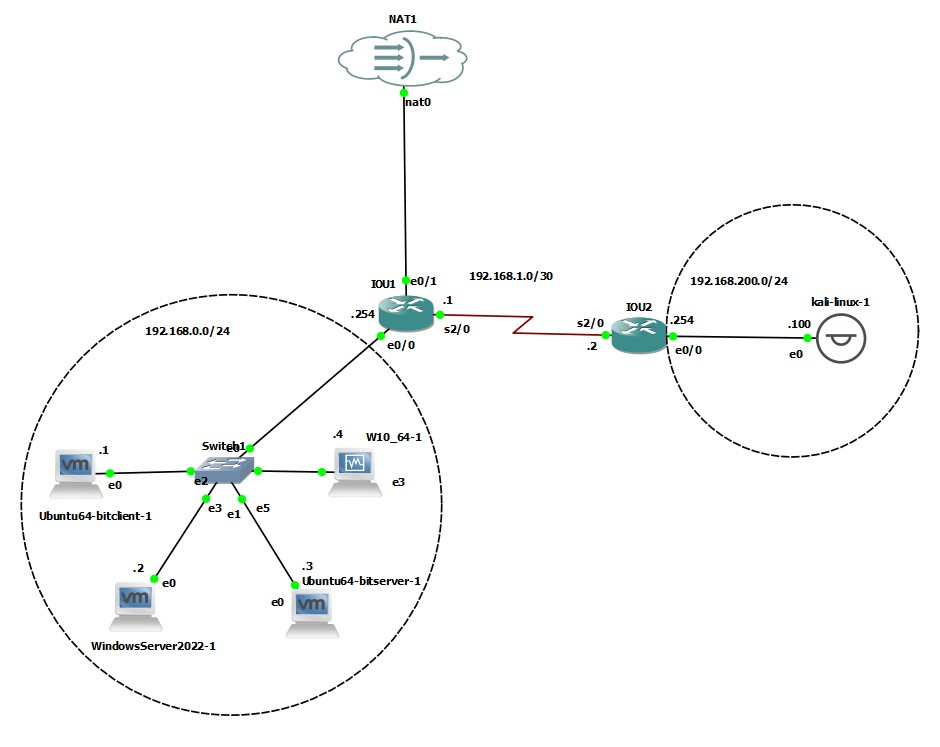 NAT1
nat0
e0/1
192.168.1.0/30
IOU1
.1
.254
s2/0
e0/0
192.168.0.0/24
192.168.200.0/24
kali-linux-1
IOU2
s2/0
.254
.2
e0/0
.100
e0
Switch1
e0
.4
W10_64-1
e3
.1
e0
e2
Ubuntu64-bitclient-1
e3
e1
e5
.2
e0
WindowsServer2022-1
.3
Ubuntu64-bitserver-1
e0
vm
vm
vm